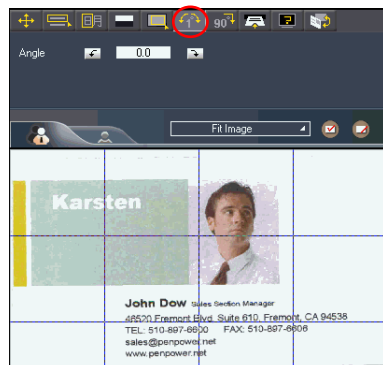 1 90°
Angle 0.0
Fit Image
Karsten
John Dow Sales Section Manager
46520 Fremont Blvd. Suite 610, Fremont, CA 94538
TEL: 510-897-6600 FAX: 510-897-6606
sales@penpower.net
www.penpower.net